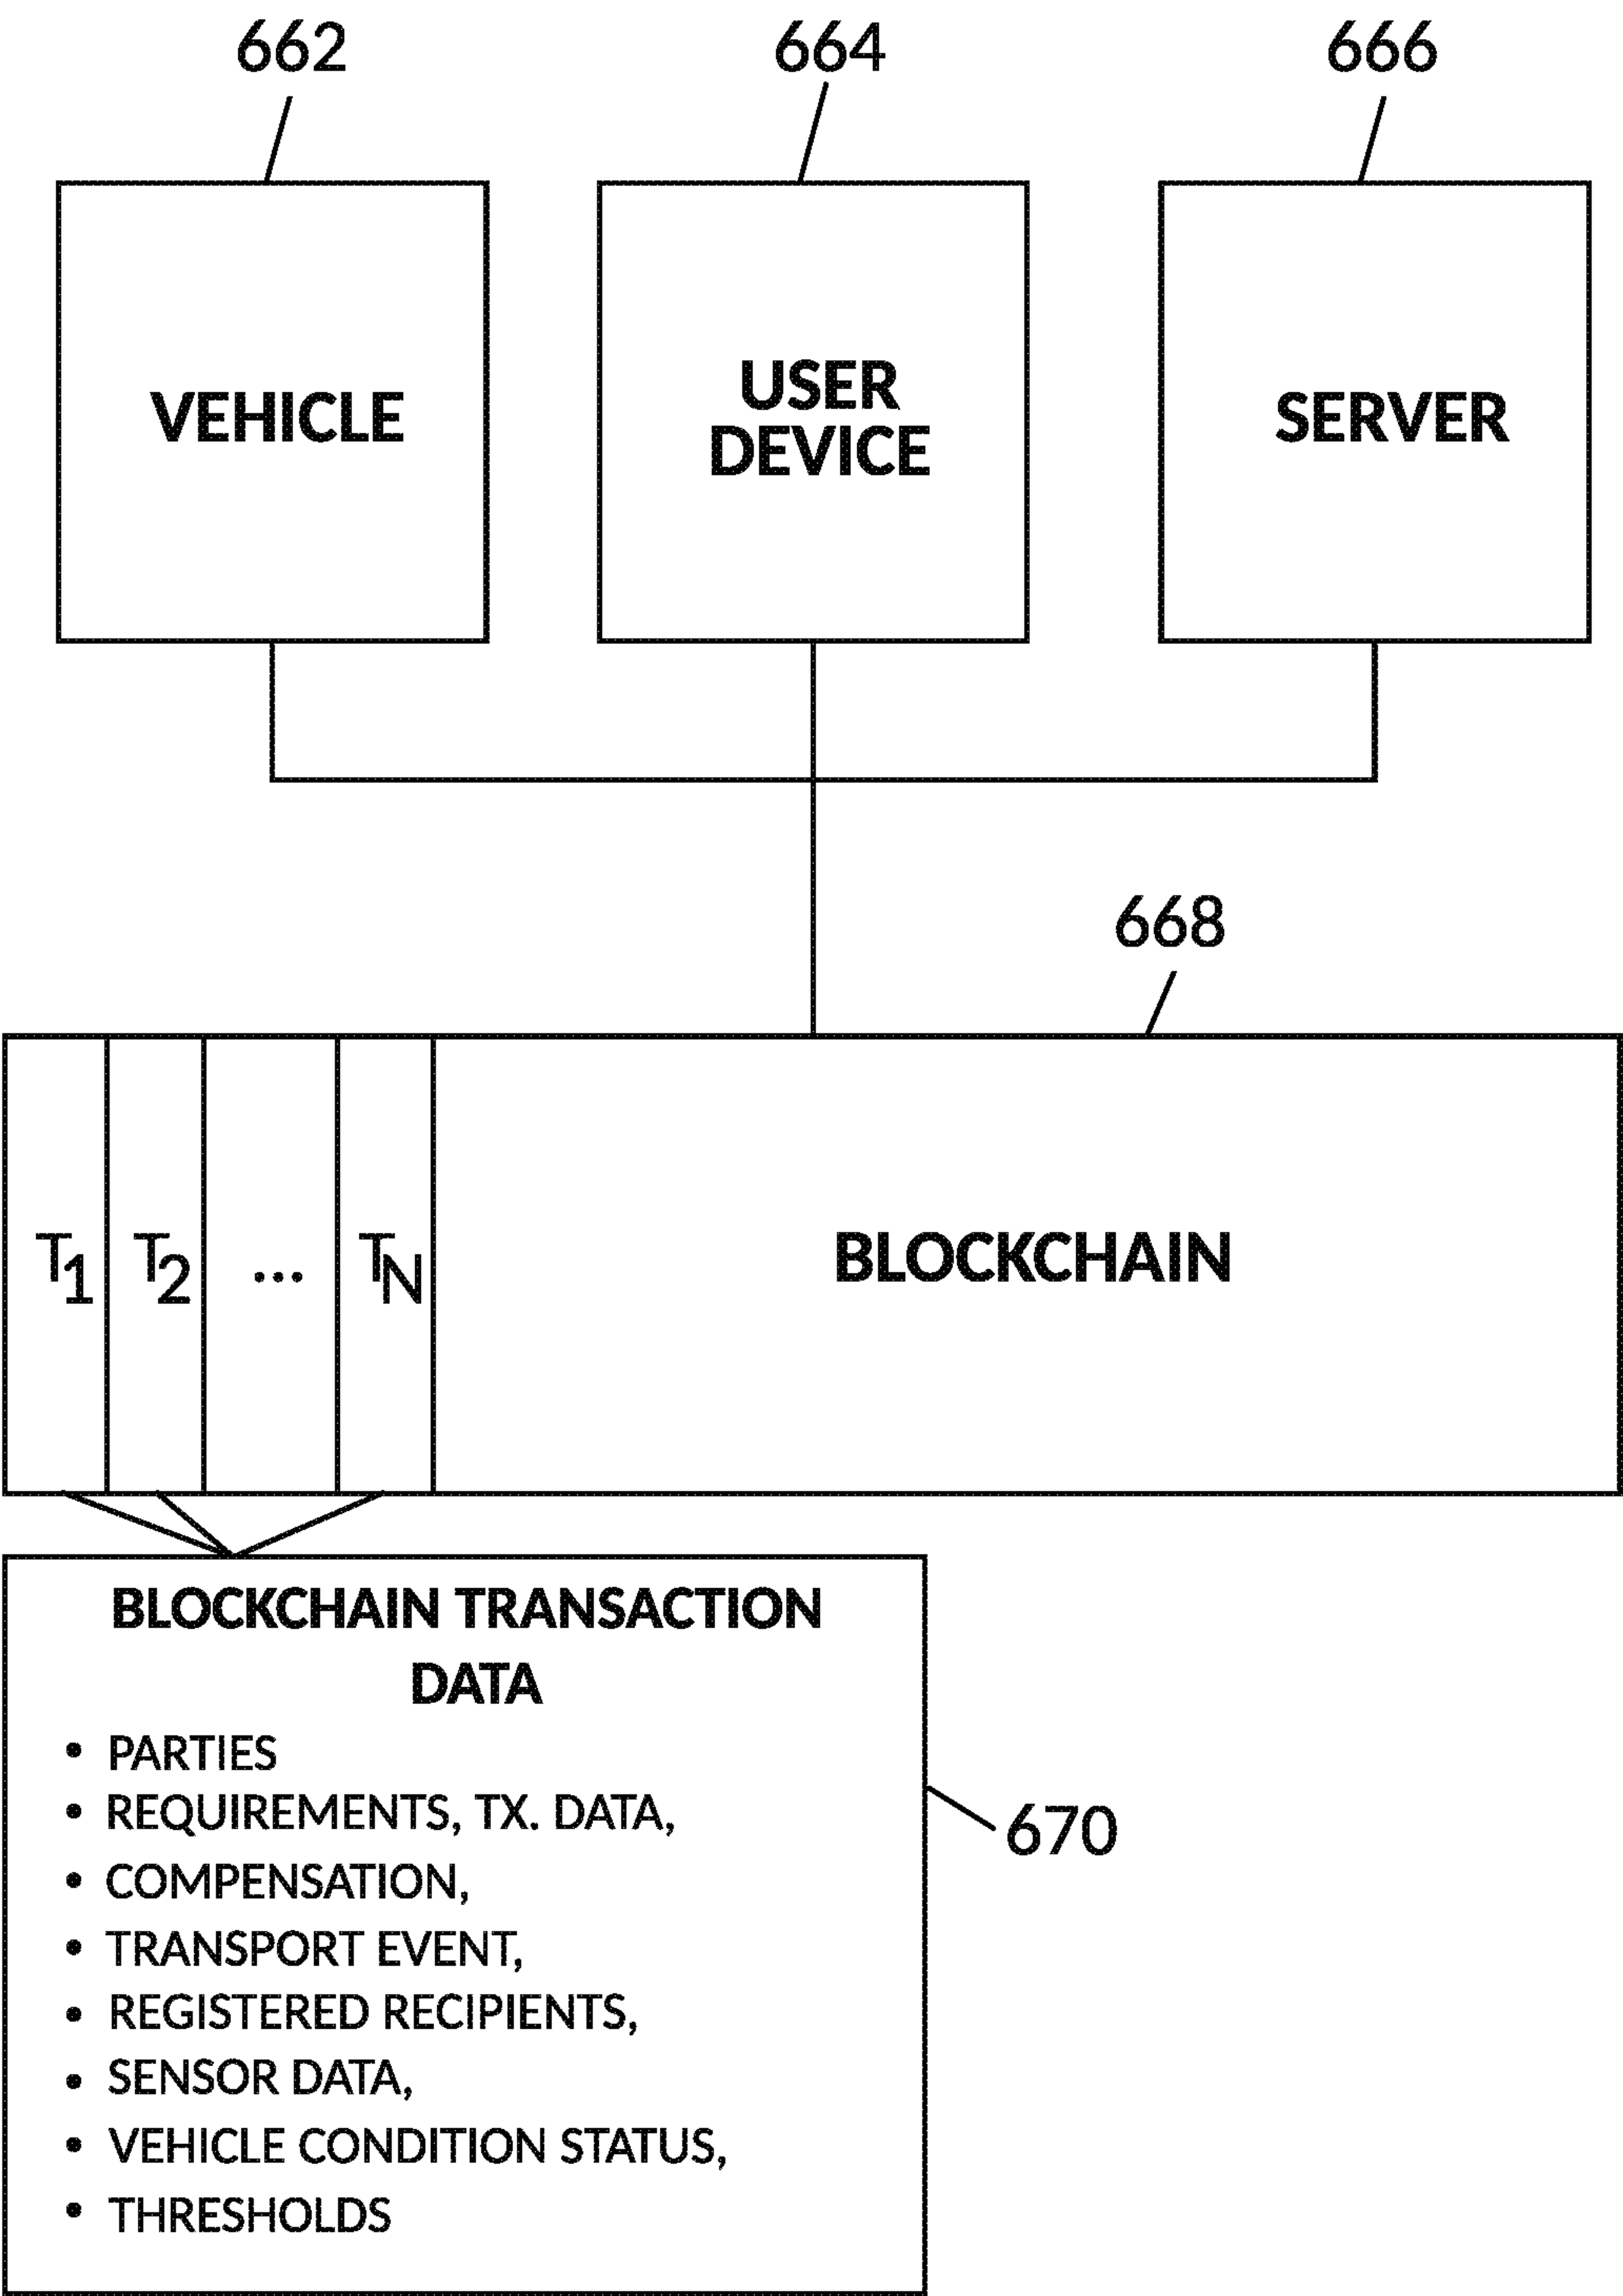 662
664
666
VEHICLE
USER
DEVICE
SERVER
668
T1
T2
...
TN
BLOCKCHAIN
BLOCKCHAIN TRANSACTION
DATA
• PARTIES
• REQUIREMENTS, TX. DATA,
• COMPENSATION,
• TRANSPORT EVENT,
• REGISTERED RECIPIENTS,
• SENSOR DATA,
• VEHICLE CONDITION STATUS,
• THRESHOLDS
670